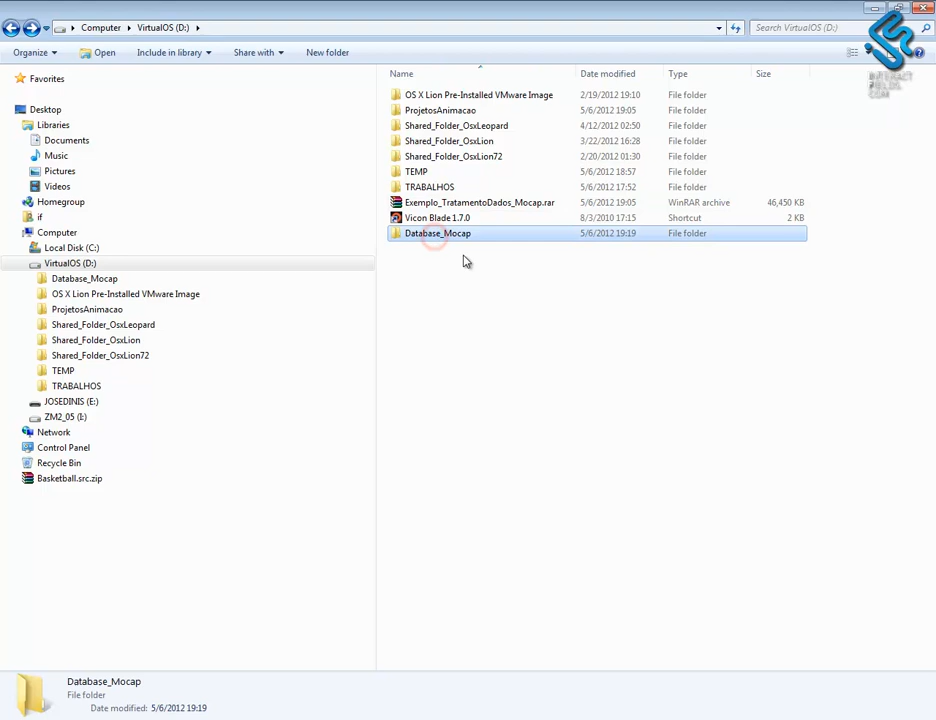 Computer VirtualOS (D:) Search VirtualOS (D:)
Organize Open Include in library Share with New folder
INTERACT
FIELDS.
COM
Favorites
Desktop
Libraries
Documents
Music
Pictures
Videos
Homegroup
if
Computer
Local Disk (C:)
VirtualOS (D:)
Database_Mocap
OS X Lion Pre-Installed VMware Image
ProjetosAnimacao
Shared_Folder_OsxLeopard
Shared_Folder_OsxLion
Shared_Folder_OsxLion72
TEMP
TRABALHOS
JOSEDINIS (E:)
ZM2_05 (I:)
Network
Control Panel
Recycle Bin
Basketball.src.zip
Name Date modified Type Size
OS X Lion Pre-Installed VMware Image 2/19/2012 19:10 File folder
ProjetosAnimacao 5/6/2012 19:05 File folder
Shared_Folder_OsxLeopard 4/12/2012 02:50 File folder
Shared_Folder_OsxLion 3/22/2012 16:28 File folder
Shared_Folder_OsxLion72 2/20/2012 01:30 File folder
TEMP 5/6/2012 18:57 File folder
TRABALHOS 5/6/2012 17:52 File folder
Exemplo_TratamentoDados_Mocap.rar 5/6/2012 19:05 WinRAR archive 46,450 KB
Vicon Blade 1.7.0 8/3/2010 17:15 Shortcut 2 KB
Database_Mocap 5/6/2012 19:19 File folder
Database_Mocap
File folder
Date modified: 5/6/2012 19:19